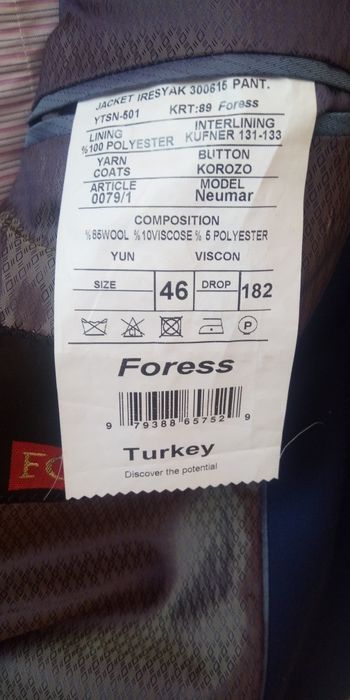 JACKET IRESYAK 300615 PANT.
YTSN-501 KRT:89 Foress
LINING INTERLINING
%100 POLYESTER KUFNER 131-133
YARN BUTTON
COATS KOROZO
ARTICLE MODEL
0079/1 Neumar
COMPOSITION
%85WOOL %10VISCOSE % 5 POLYESTER
YUN VISCON
SIZE 46 DROP 182
CL P
Foress
9 79388 65752 9
Turkey
Discover the potential
FO